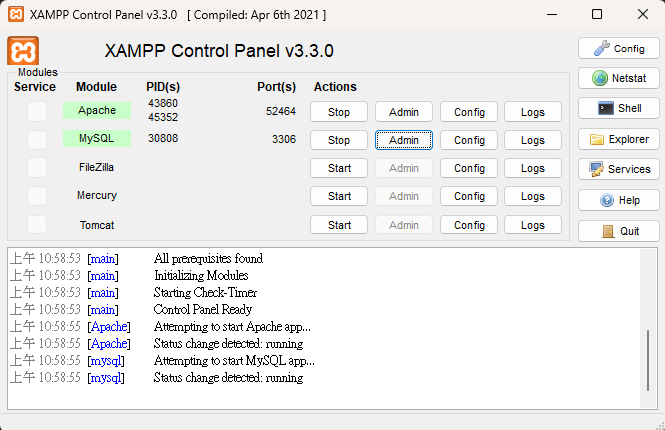 XAMPP Control Panel v3.3.0 [ Compiled: Apr 6th 2021 ]
XAMPP Control Panel v3.3.0
Config
Modules
Service Module PID(s) Port(s) Actions
Netstat
Apache 43860 45352 52464 Stop Admin Config Logs
Shell
MySQL 30808 3306 Stop Admin Config Logs
Explorer
FileZilla Start Admin Config Logs
Services
Mercury Start Admin Config Logs
Help
Tomcat Start Admin Config Logs
Quit
上午 10:58:53 [main] All prerequisites found
上午 10:58:53 [main] Initializing Modules
上午 10:58:53 [main] Starting Check-Timer
上午 10:58:53 [main] Control Panel Ready
上午 10:58:55 [Apache] Attempting to start Apache app...
上午 10:58:55 [Apache] Status change detected: running
上午 10:58:55 [mysql] Attempting to start MySQL app...
上午 10:58:55 [mysql] Status change detected: running